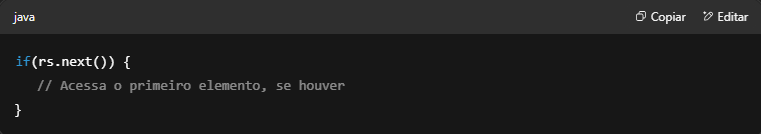 java
Copiar
Editar
if(rs.next()) {
// Acessa o primeiro elemento, se houver
}